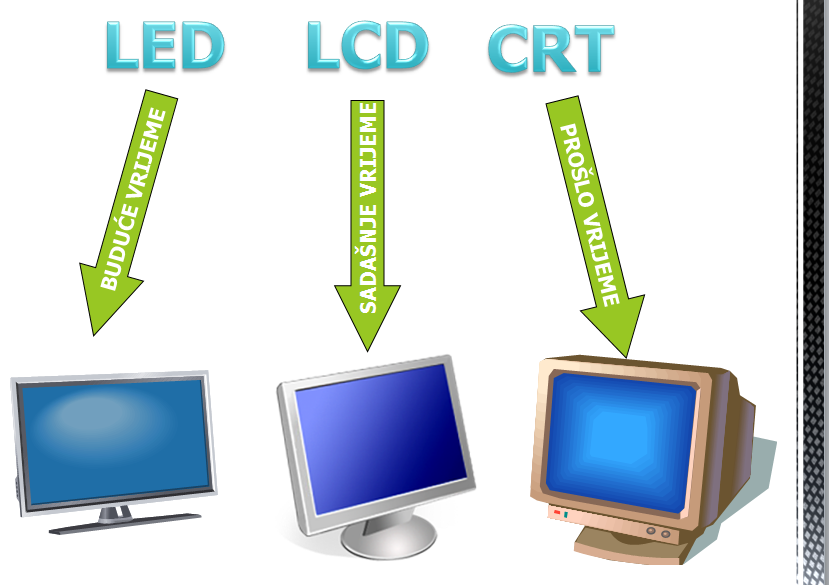 LED
LCD
CRT
BUDUĆE VRIJEME
SADAŠNJE VRIJEME
PROŠLO VRIJEME